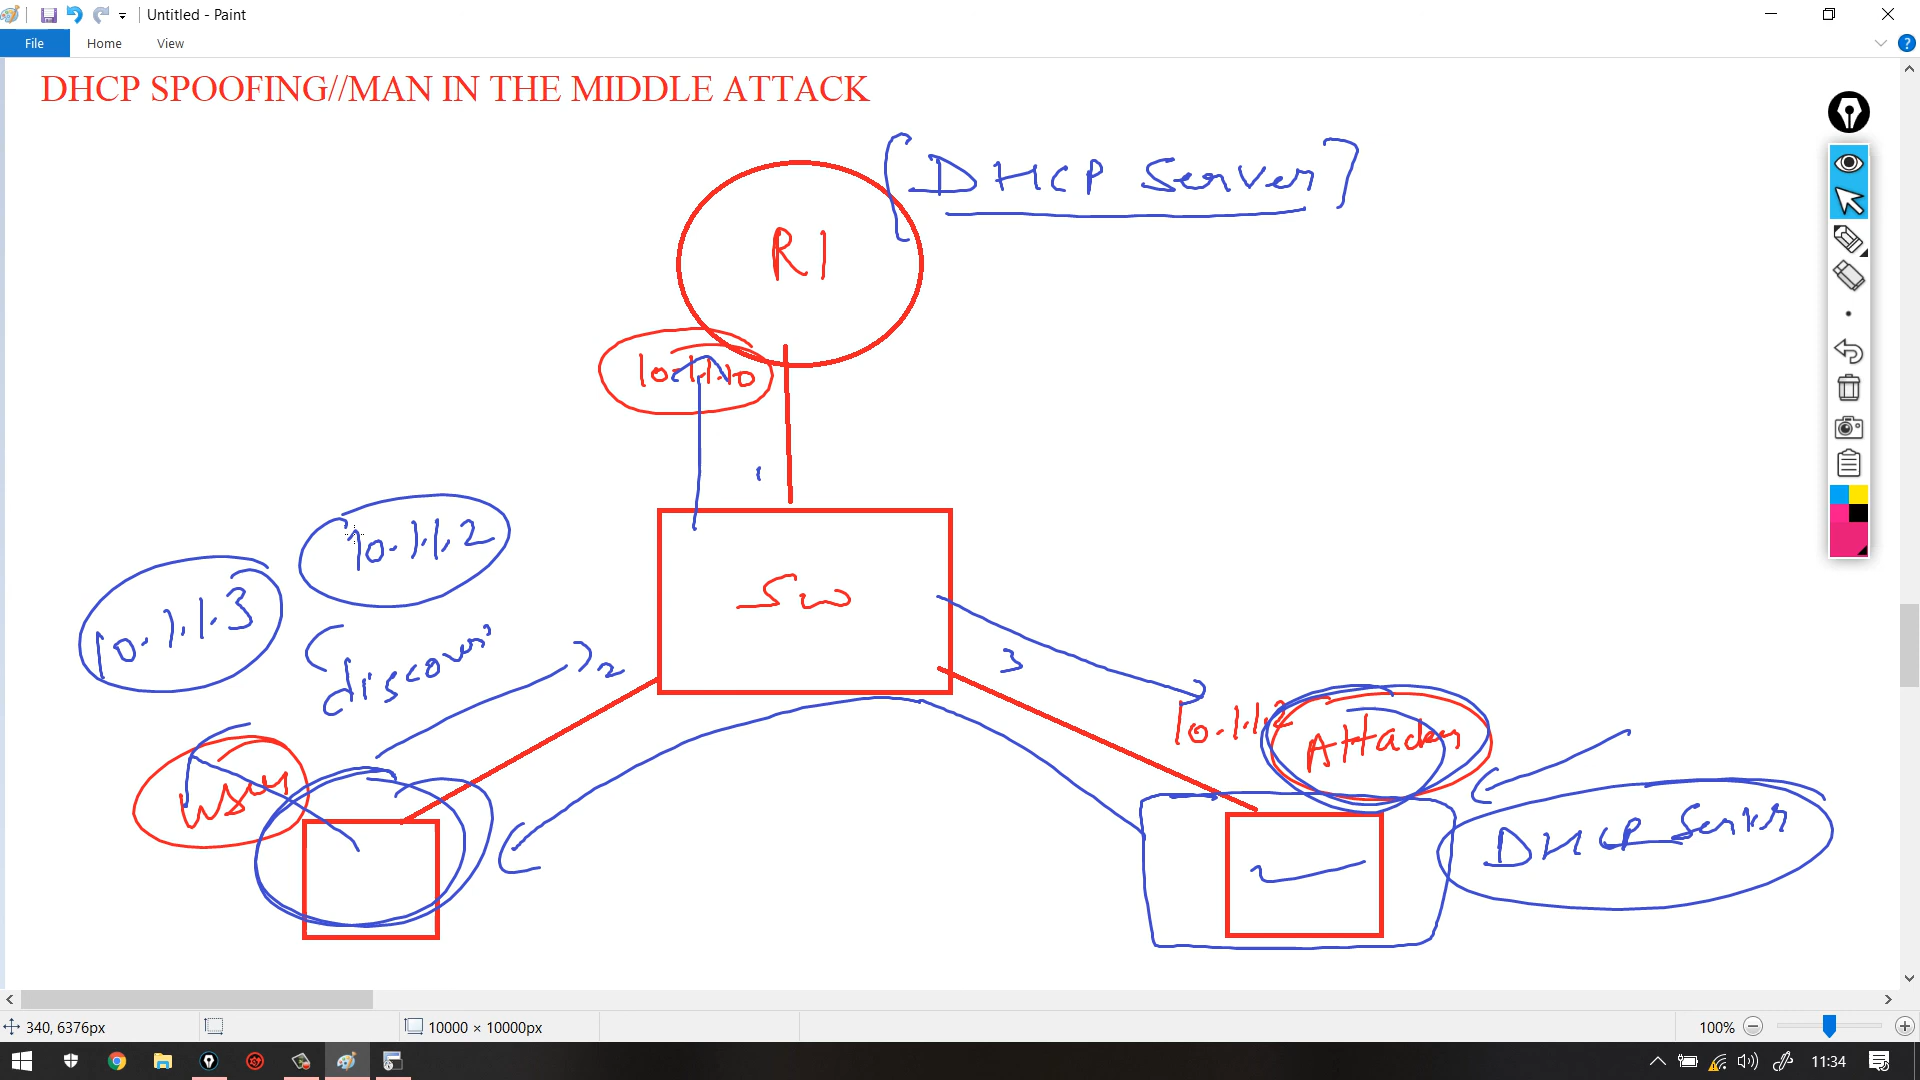 Untitled - Paint
File Home View
DHCP SPOOFING//MAN IN THE MIDDLE ATTACK
[DHCP Server]
R1
10.1.1.10
1
10.1.1.2
10.1.1.3
SW
discover
2
3
10.1.1.2
Attacker
User
DHCP Server
340, 6376px
10000 × 10000px
100%
11:34